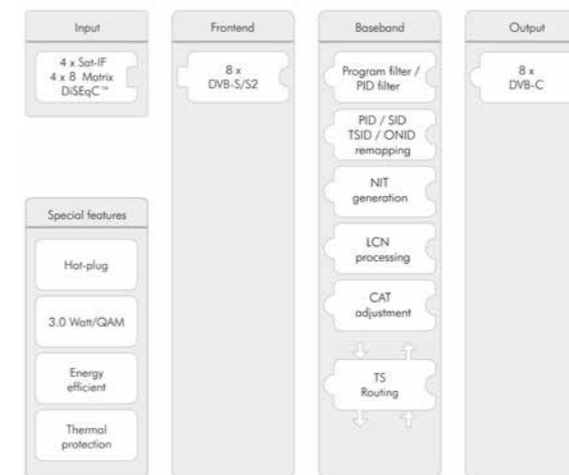 Input
4 x Sat-IF
4 x 8 Matrix
DiSEqC™
Special features
Hot-plug
3.0 Watt/QAM
Energy
efficient
Thermal
protection
Frontend
8 x
DVB-S/S2
Baseband
Program filter /
PID filter
PID / SID
TSID / ONID
remapping
NIT
generation
LCN
processing
CAT
adjustment
TS
Routing
Output
8 x
DVB-C